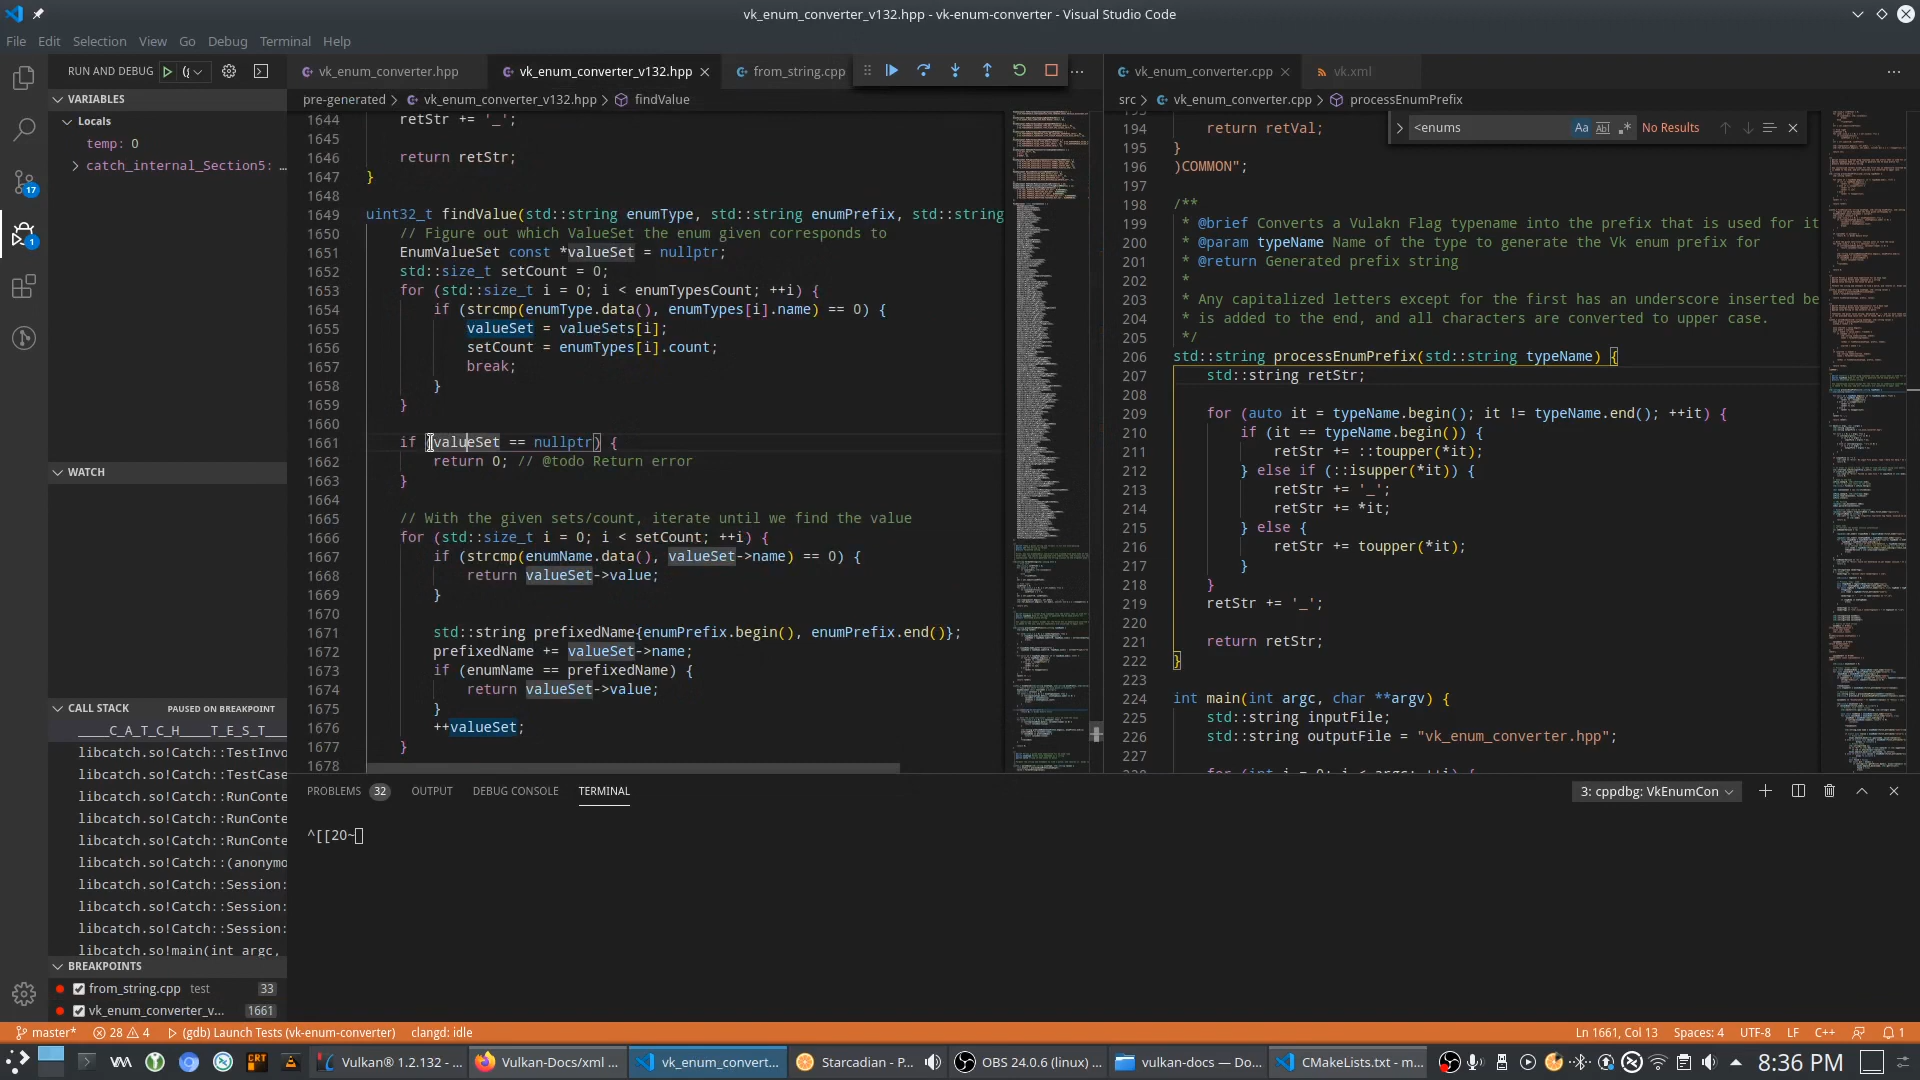 vk_enum_converter_v132.hpp - vk-enum-converter - Visual Studio Code
File Edit Selection View Go Debug Terminal Help
RUN AND DEBUG
vk_enum_converter.hpp
vk_enum_converter_v132.hpp
from_string.cpp
vk_enum_converter.cpp
vk.xml
VARIABLES
Locals
temp: 0
catch_internal_Section5: …
WATCH
CALL STACK PAUSED ON BREAKPOINT
____C_A_T_C_H____T_E_S_T____
libcatch.so!Catch::TestInvo
libcatch.so!Catch::TestCase
libcatch.so!Catch::RunConte
libcatch.so!Catch::RunConte
libcatch.so!Catch::RunConte
libcatch.so!Catch::(anonymo
libcatch.so!Catch::Session:
libcatch.so!Catch::Session:
libcatch.so!Catch::Session:
libcatch.so!main(int argc,
BREAKPOINTS
from_string.cpp test 33
vk_enum_converter_v... 1661
17
1
pre-generated > vk_enum_converter_v132.hpp > findValue
1644 retStr += '_';
1645
1646 return retStr;
1647 }
1648
1649 uint32_t findValue(std::string enumType, std::string enumPrefix, std::string
1650 // Figure out which ValueSet the enum given corresponds to
1651 EnumValueSet const *valueSet = nullptr;
1652 std::size_t setCount = 0;
1653 for (std::size_t i = 0; i < enumTypesCount; ++i) {
1654 if (strcmp(enumType.data(), enumTypes[i].name) == 0) {
1655 valueSet = valueSets[i];
1656 setCount = enumTypes[i].count;
1657 break;
1658 }
1659 }
1660
1661 if (valueSet == nullptr) {
1662 return 0; // @todo Return error
1663 }
1664
1665 // With the given sets/count, iterate until we find the value
1666 for (std::size_t i = 0; i < setCount; ++i) {
1667 if (strcmp(enumName.data(), valueSet->name) == 0) {
1668 return valueSet->value;
1669 }
1670
1671 std::string prefixedName{enumPrefix.begin(), enumPrefix.end()};
1672 prefixedName += valueSet->name;
1673 if (enumName == prefixedName) {
1674 return valueSet->value;
1675 }
1676 ++valueSet;
1677 }
1678
src > vk_enum_converter.cpp > processEnumPrefix
<enums Aa Abl .* No Results
194 return retVal;
195 }
196 )COMMON";
197
198 /**
199 * @brief Converts a Vulakn Flag typename into the prefix that is used for it
200 * @param typeName Name of the type to generate the Vk enum prefix for
201 * @return Generated prefix string
202 *
203 * Any capitalized letters except for the first has an underscore inserted be
204 * is added to the end, and all characters are converted to upper case.
205 */
206 std::string processEnumPrefix(std::string typeName) {
207 std::string retStr;
208
209 for (auto it = typeName.begin(); it != typeName.end(); ++it) {
210 if (it == typeName.begin()) {
211 retStr += ::toupper(*it);
212 } else if (::isupper(*it)) {
213 retStr += '_';
214 retStr += *it;
215 } else {
216 retStr += toupper(*it);
217 }
218 }
219 retStr += '_';
220
221 return retStr;
222 }
223
224 int main(int argc, char **argv) {
225 std::string inputFile;
226 std::string outputFile = "vk_enum_converter.hpp";
227
228 for (int i = 0; i < argc; ++i) {
PROBLEMS 32 OUTPUT DEBUG CONSOLE TERMINAL 3: cppdbg: VkEnumCon
^[[20~
master* 28 4 (gdb) Launch Tests (vk-enum-converter) clangd: idle Ln 1661, Col 13 Spaces: 4 UTF-8 LF C++ 1
Vulkan® 1.2.132 - ... Vulkan-Docs/xml ... vk_enum_convert... Starcadian - P... OBS 24.0.6 (linux) ... vulkan-docs — Do... CMakeLists.txt - m... 8:36 PM